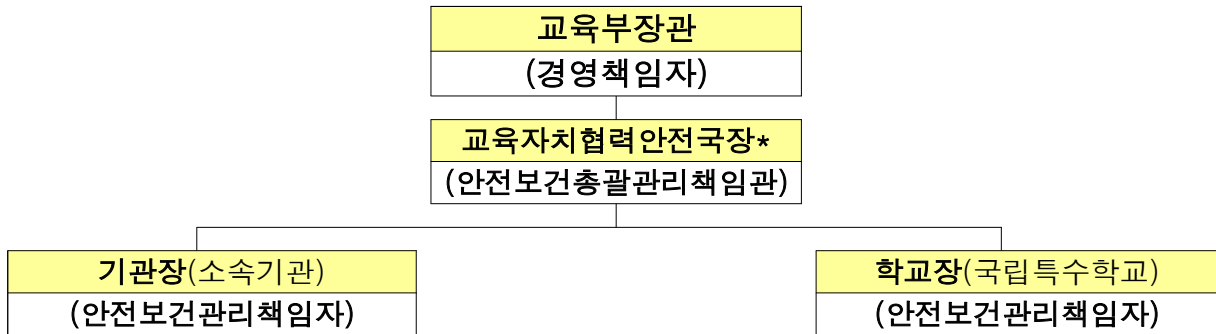 교육부장관
(경영책임자)
교육자치협력안전국장*
(안전보건총괄관리책임관)
기관장(소속기관)
(안전보건관리책임자)
학교장(국립특수학교)
(안전보건관리책임자)